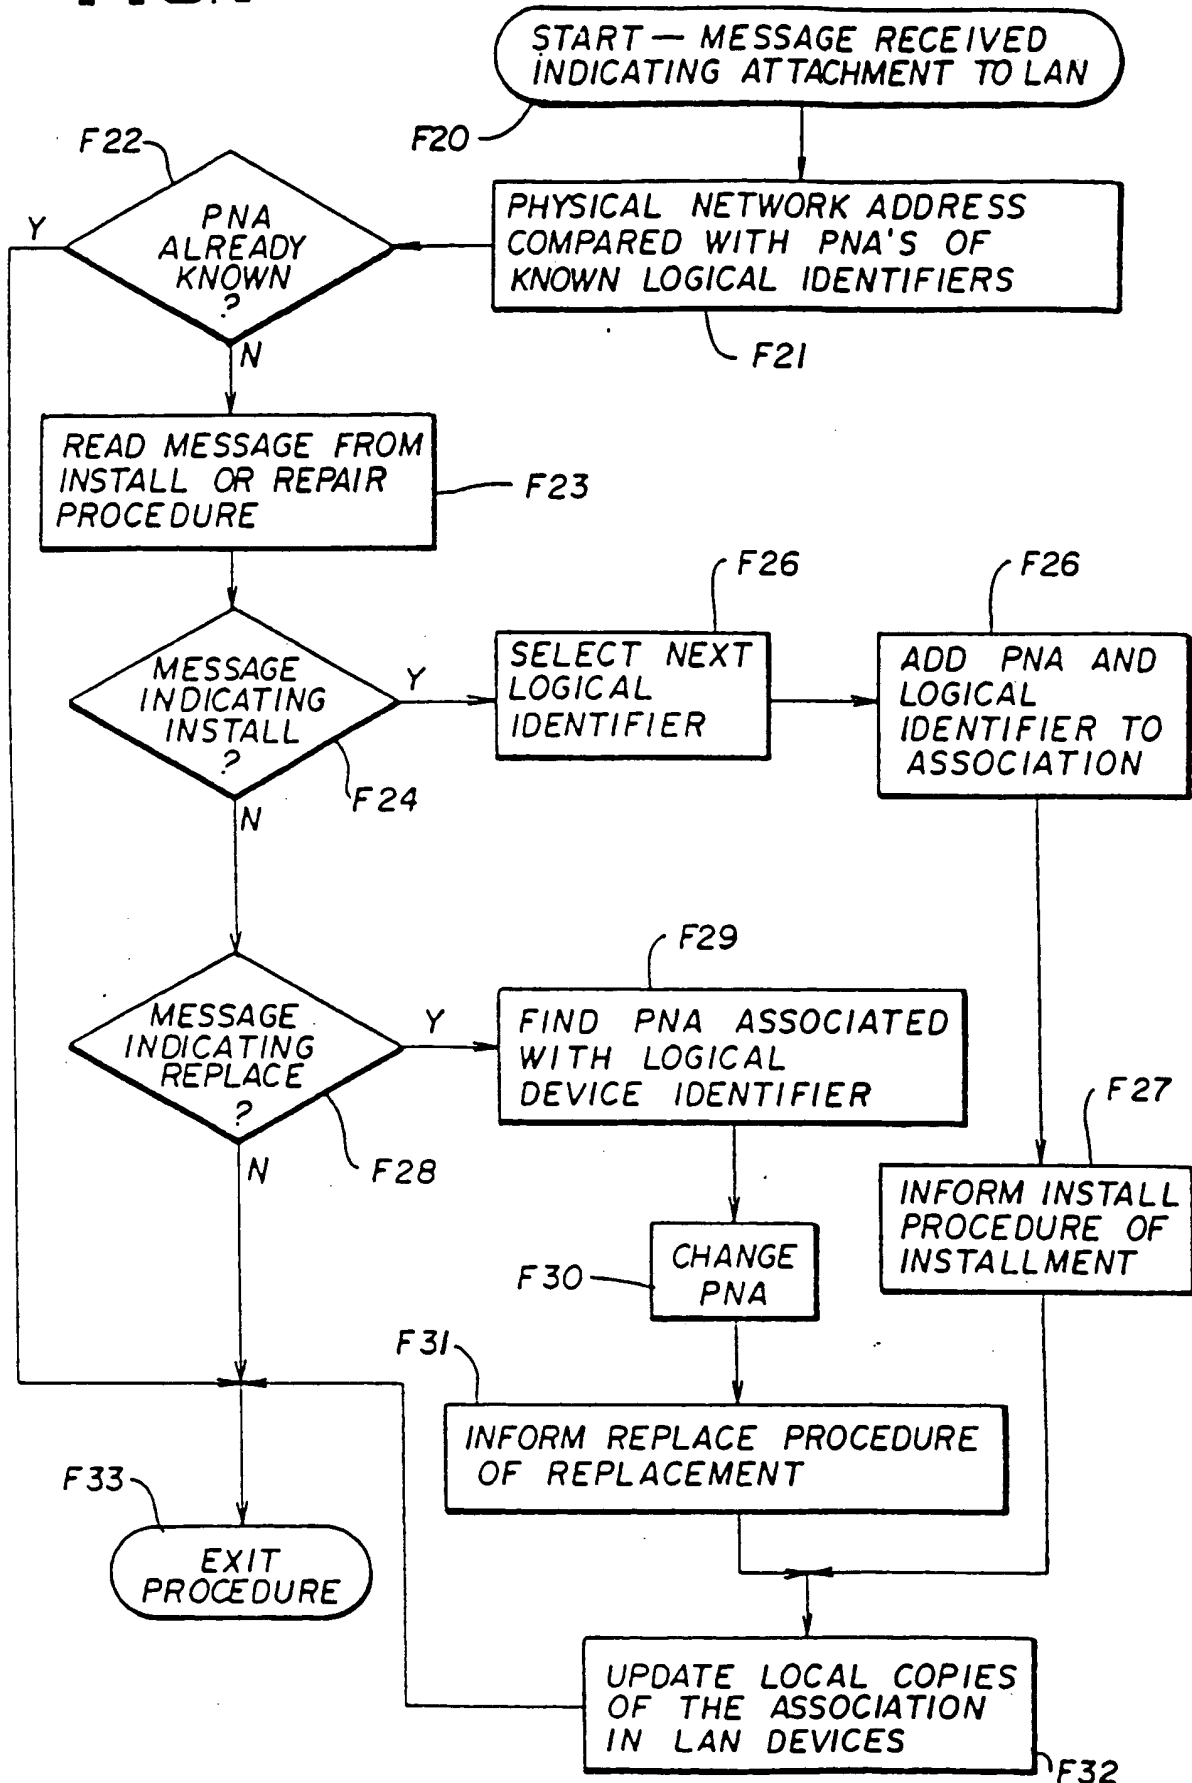 START — MESSAGE RECEIVED
INDICATING ATTACHMENT TO LAN
F20
F22
PHYSICAL NETWORK ADDRESS
COMPARED WITH PNA'S OF
KNOWN LOGICAL IDENTIFIERS
F21
Y
PNA
ALREADY
KNOWN
?
N
READ MESSAGE FROM
INSTALL OR REPAIR
PROCEDURE
F23
MESSAGE
INDICATING
INSTALL
?
Y
F24
N
F26
SELECT NEXT
LOGICAL
IDENTIFIER
F26
ADD PNA AND
LOGICAL
IDENTIFIER TO
ASSOCIATION
MESSAGE
INDICATING
REPLACE
?
Y
F28
N
F29
FIND PNA ASSOCIATED
WITH LOGICAL
DEVICE IDENTIFIER
F27
INFORM INSTALL
PROCEDURE OF
INSTALLMENT
F30
CHANGE
PNA
F31
INFORM REPLACE PROCEDURE
OF REPLACEMENT
F33
EXIT
PROCEDURE
UPDATE LOCAL COPIES
OF THE ASSOCIATION
IN LAN DEVICES
F32